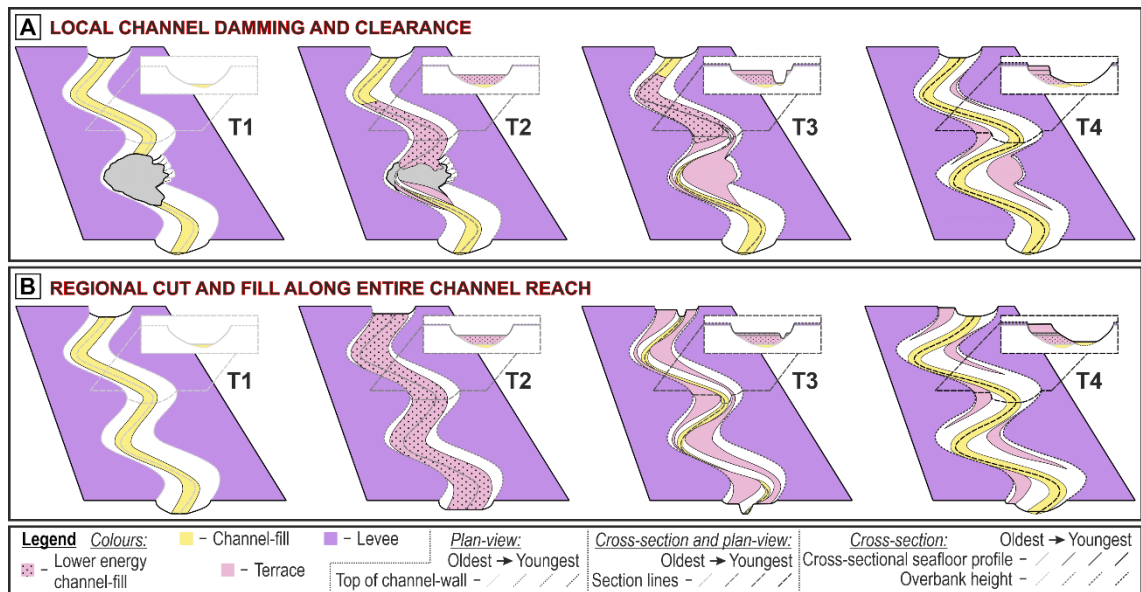 A LOCAL CHANNEL DAMMING AND CLEARANCE
T1 T2 T3 T4
B REGIONAL CUT AND FILL ALONG ENTIRE CHANNEL REACH
T1 T2 T3 T4
Legend Colours:
– Channel-fill
– Levee
– Lower energy
channel-fill
– Terrace
Plan-view:
Oldest → Youngest
Top of channel-wall –
Cross-section and plan-view:
Oldest → Youngest
Section lines –
Cross-section:
Oldest → Youngest
Cross-sectional seafloor profile –
Overbank height –